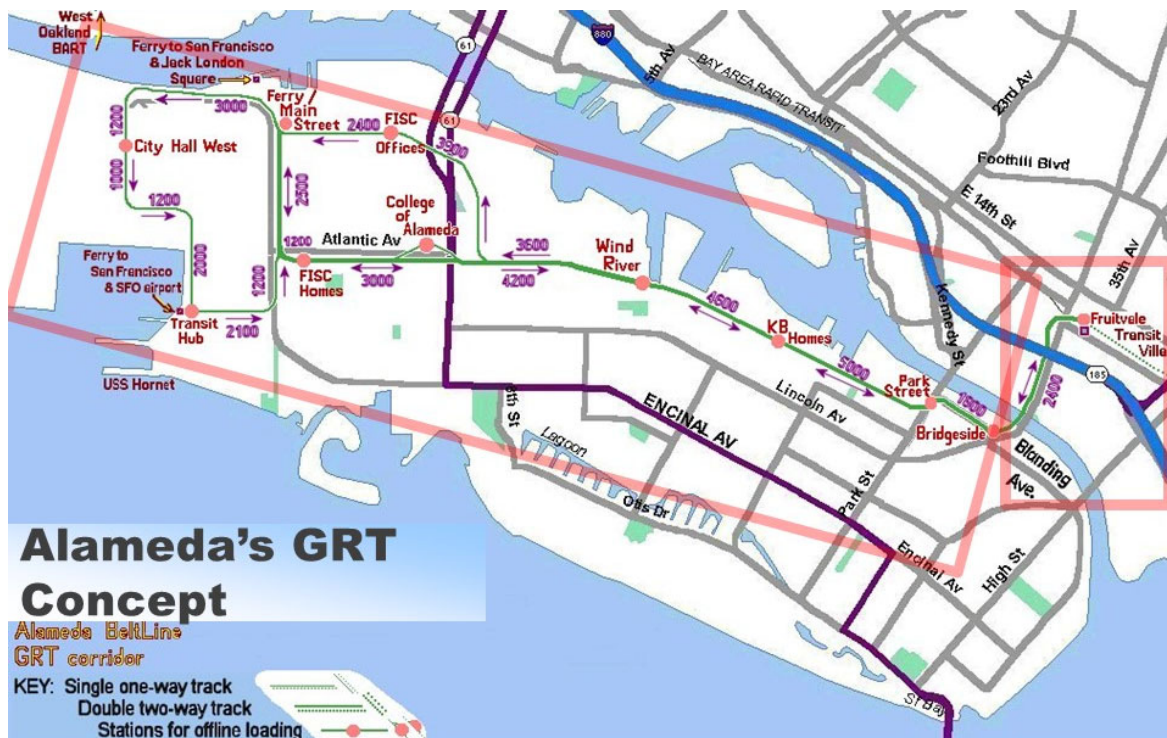 West
Oakland
BART
Ferry to San Francisco
& Jack London
Square
61
880
5th Av
BAY AREA RAPID TRANSIT
23rd AV
Foothill Blvd
E 14th St
35th AV
61
3000
1200
Ferry /
Main
Street
2400
FISC
Offices
3900
City Hall West
1000
1200
2500
College
of
Alameda
Atlantic Av
1200
FISC
Homes
3000
3600
4200
Wind
River
4600
KB
Homes
Kennedy St
Fruitvale
Transit
185
2400
Ferry to
San Francisco
& SFO airport
2000
1200
Transit
Hub
2100
USS Hornet
5000
Park
Street
Lincoln Av
Bridgeside
Blanding
Ave.
8th St
ENCINAL AV
Lagoon
Otis Dr
Park St
Encinal Av
High St
Alameda's GRT
Concept
Alameda BeltLine
GRT corridor
KEY: Single one-way track
Double two-way track
Stations for offline loading